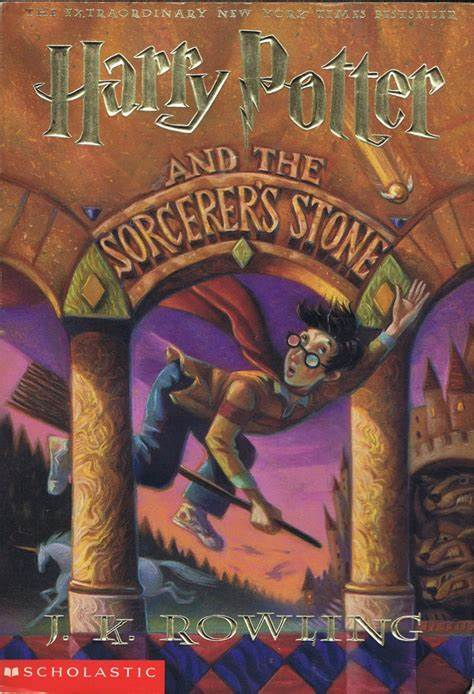 THE EXTRAORDINARY NEW YORK TIMES BESTSELLER
Harry Potter
AND THE
SORCERER'S STONE
J. K. ROWLING
SCHOLASTIC